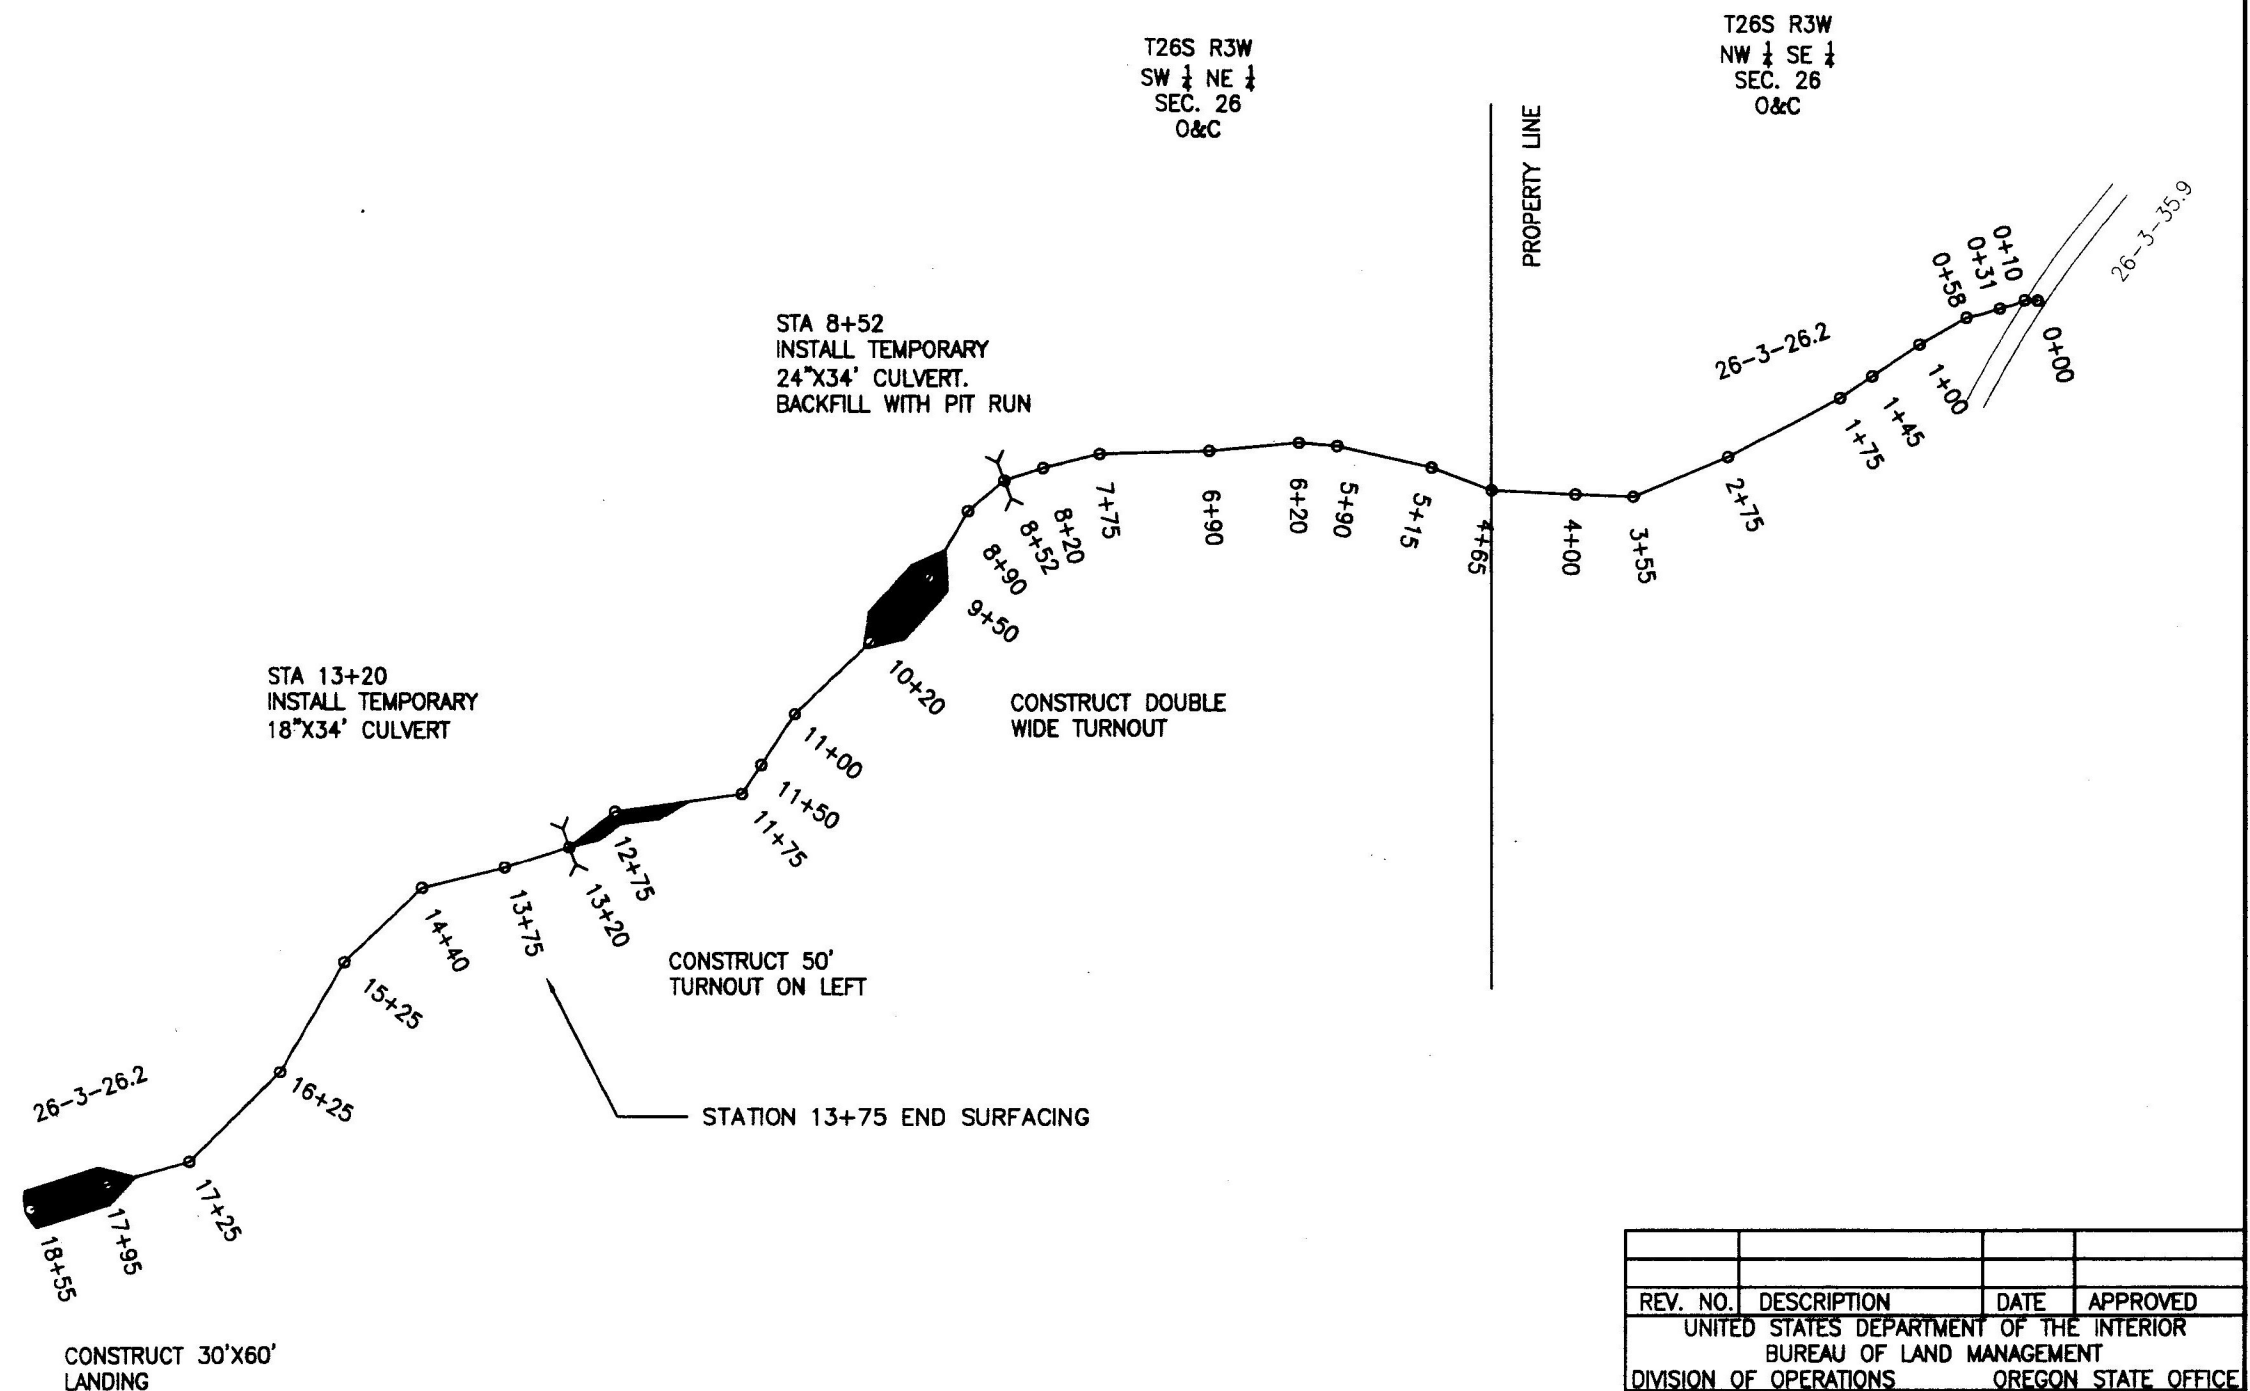 T26S R3W
SW 1/4 NE 1/4
SEC. 26
O&C
T26S R3W
NW 1/4 SE 1/4
SEC. 26
O&C
PROPERTY LINE
26-3-35.9
0+10
0+31
0+58
0+00
26-3-26.2
1+00
1+45
1+75
2+75
3+55
4+00
4+65
5+15
5+90
6+20
6+90
7+75
8+20
8+52
8+90
9+50
10+20
11+00
11+50
11+75
12+75
13+20
13+75
14+40
15+25
16+25
17+25
17+95
18+55
STA 8+52
INSTALL TEMPORARY
24"X34' CULVERT.
BACKFILL WITH PIT RUN
STA 13+20
INSTALL TEMPORARY
18"X34' CULVERT
CONSTRUCT DOUBLE
WIDE TURNOUT
CONSTRUCT 50'
TURNOUT ON LEFT
STATION 13+75 END SURFACING
26-3-26.2
CONSTRUCT 30'X60'
LANDING
REV. NO. DESCRIPTION DATE APPROVED
UNITED STATES DEPARTMENT OF THE INTERIOR
BUREAU OF LAND MANAGEMENT
DIVISION OF OPERATIONS OREGON STATE OFFICE